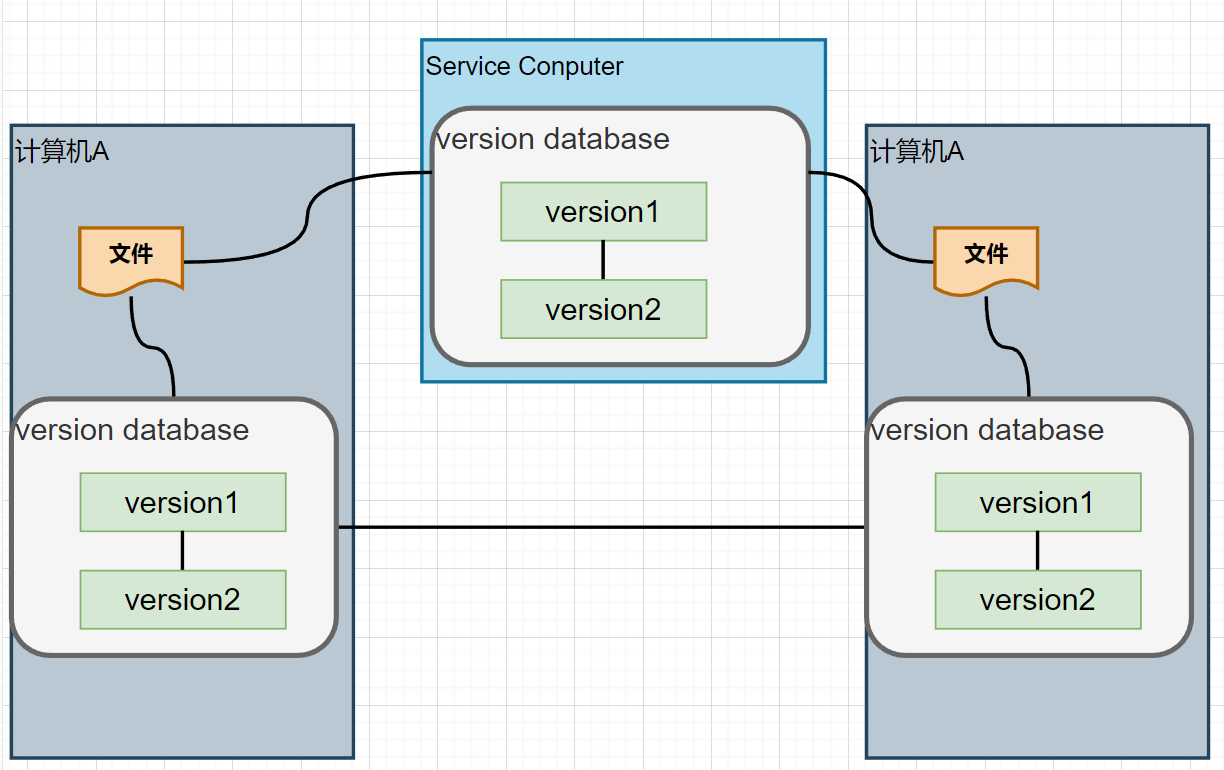 Service Conputer
version database
version1
version2
计算机A
文件
version database
version1
version2
计算机A
文件
version database
version1
version2